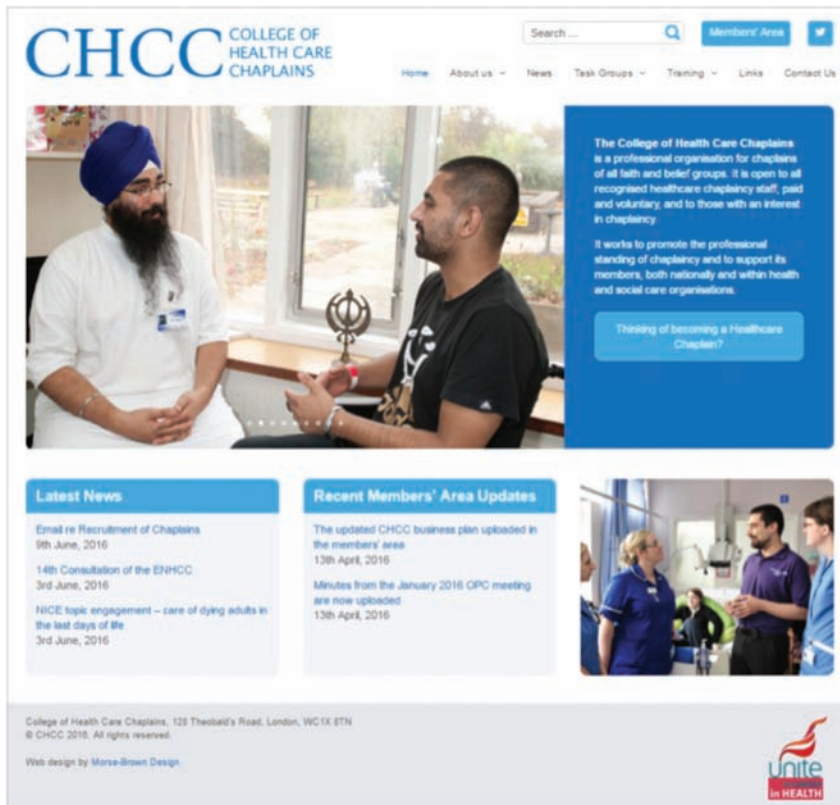 CHCC COLLEGE OF
HEALTH CARE
CHAPLAINS
Search ...
Members' Area
Home
About us
News
Task Groups
Training
Links
Contact Us
The College of Health Care Chaplains
is a professional organisation for chaplains
of all faith and belief groups. It is open to all
recognised healthcare chaplaincy staff, paid
and voluntary, and to those with an interest
in chaplaincy
It works to promote the professional
standing of chaplaincy and to support its
members, both nationally and within health
and social care organisations.
Thinking of becoming a Healthcare
Chaplain?
Latest News
Email re Recruitment of Chaplains
9th June, 2016
14th Consultation of the ENHCC
3rd June, 2016
NICE topic engagement – care of dying adults in
the last days of life
3rd June, 2016
Recent Members' Area Updates
The updated CHCC business plan uploaded in
the members' area
13th April, 2016
Minutes from the January 2016 OPC meeting
are now uploaded
13th April, 2016
College of Health Care Chaplains, 128 Theobald's Road, London, WC1X 8TN
© CHCC 2016. All rights reserved.
Web design by Morse-Brown Design
unite
in HEALTH